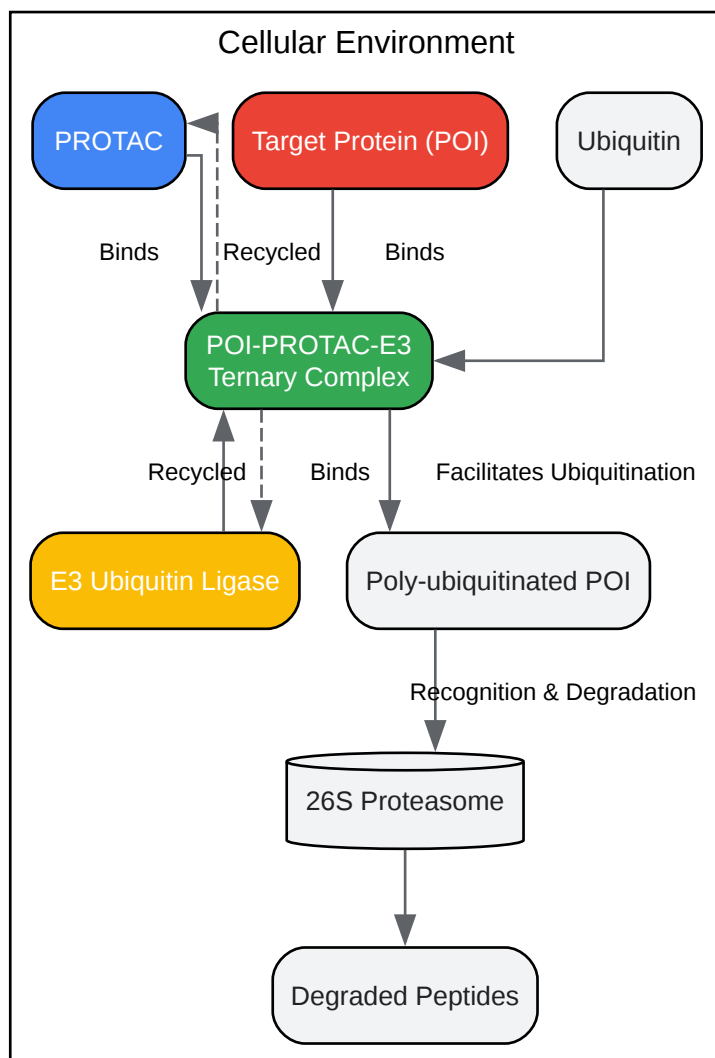 Cellular Environment
PROTAC
Target Protein (POI)
Ubiquitin
Binds
Recycled
Binds
POI-PROTAC-E3
Ternary Complex
Recycled
Binds
Facilitates Ubiquitination
E3 Ubiquitin Ligase
Poly-ubiquitinated POI
Recognition & Degradation
26S Proteasome
Degraded Peptides